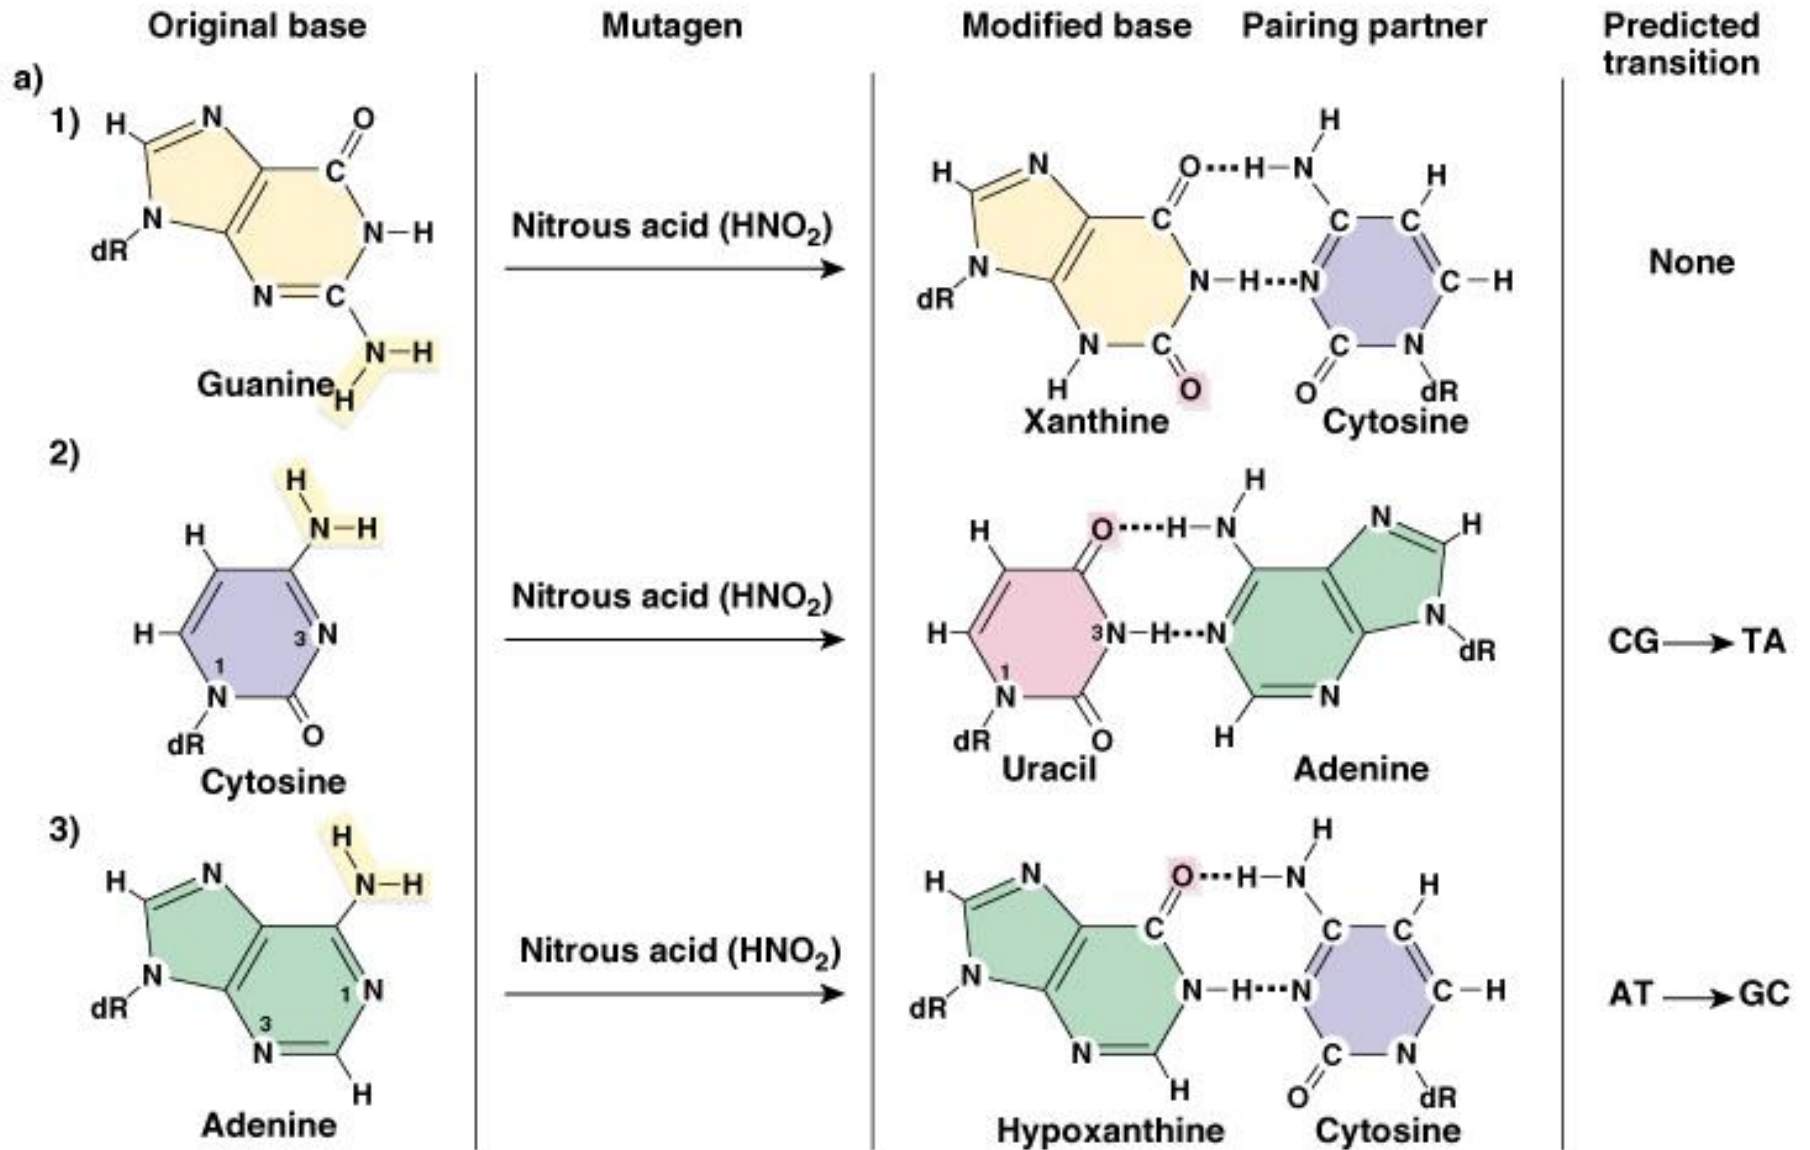 Original base Mutagen Modified base Pairing partner Predicted transition
a)
1)
H N O C N H dR N N C N H H
Guanine
Nitrous acid (HNO₂)
H N O H N H C C H N dR N H N C C H N C O H C N O dR
Xanthine Cytosine
None
2)
H N H H H 3 N 1 N dR O
Cytosine
Nitrous acid (HNO₂)
H O H N H N H H 3 N H N N dR 1 N dR O H N
Uracil Adenine
CG TA
3)
H N H H N N dR 1 N 3 N H
Adenine
Nitrous acid (HNO₂)
H N O H N H C C C H N dR N H N C H N H C N O dR
Hypoxanthine Cytosine
AT GC